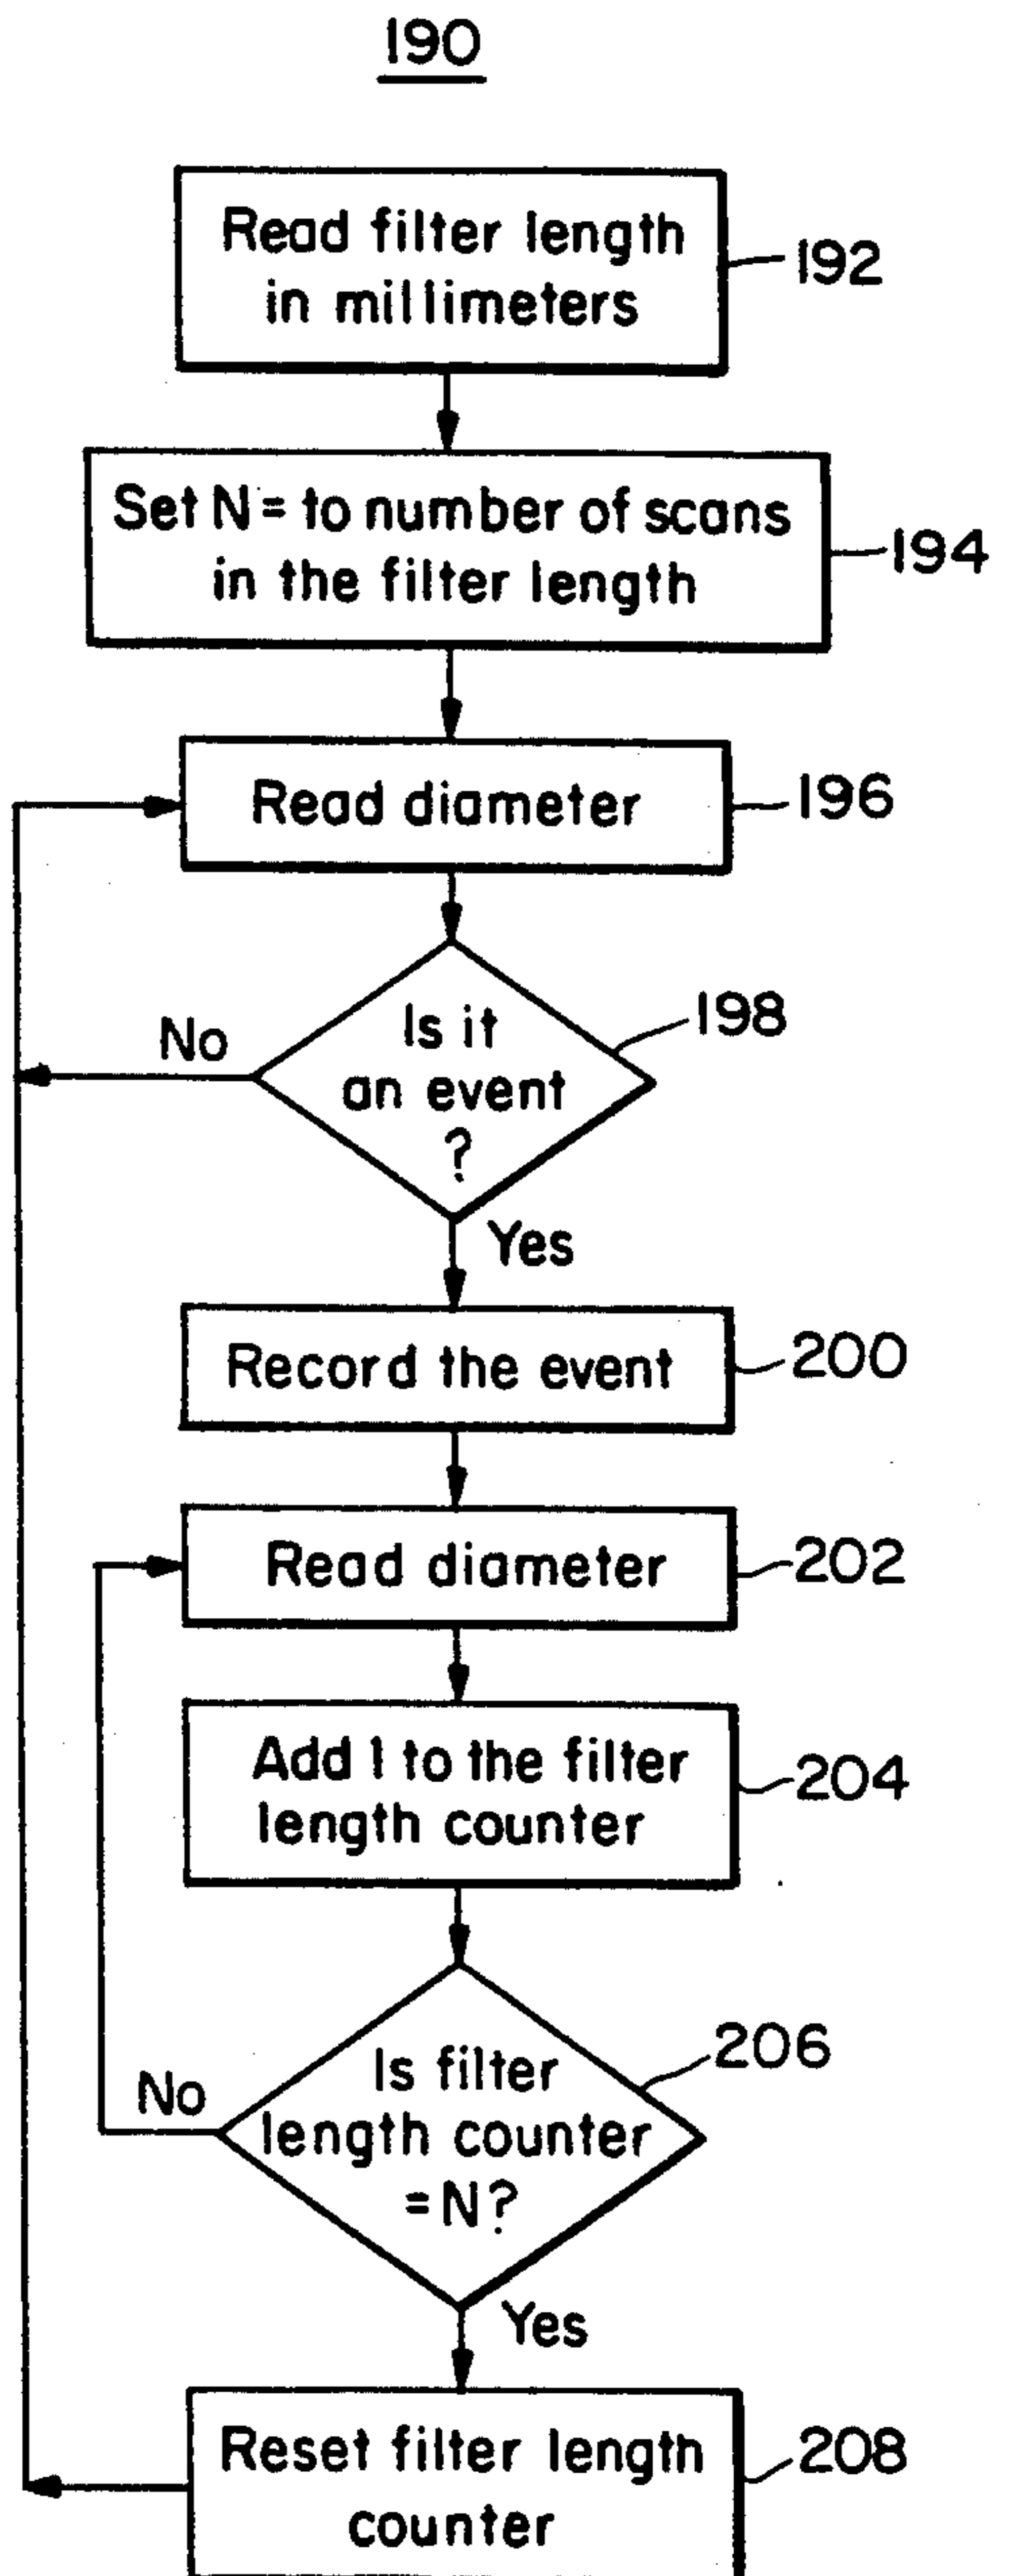 190
Read filter length
in millimeters
192
Set N = to number of scans
in the filter length
194
Read diameter
196
Is it
an event
?
198
No
Yes
Record the event
200
Read diameter
202
Add 1 to the filter
length counter
204
Is filter
length counter
= N?
206
No
Yes
Reset filter length
counter
208